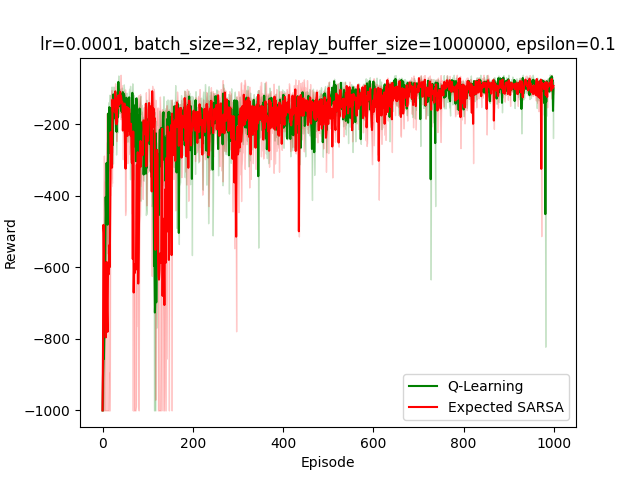 lr=0.0001, batch_size=32, replay_buffer_size=1000000, epsilon=0.1
−200
−400
−600
−800
−1000
Reward
0
200
400
600
800
1000
Episode
Q-Learning
Expected SARSA